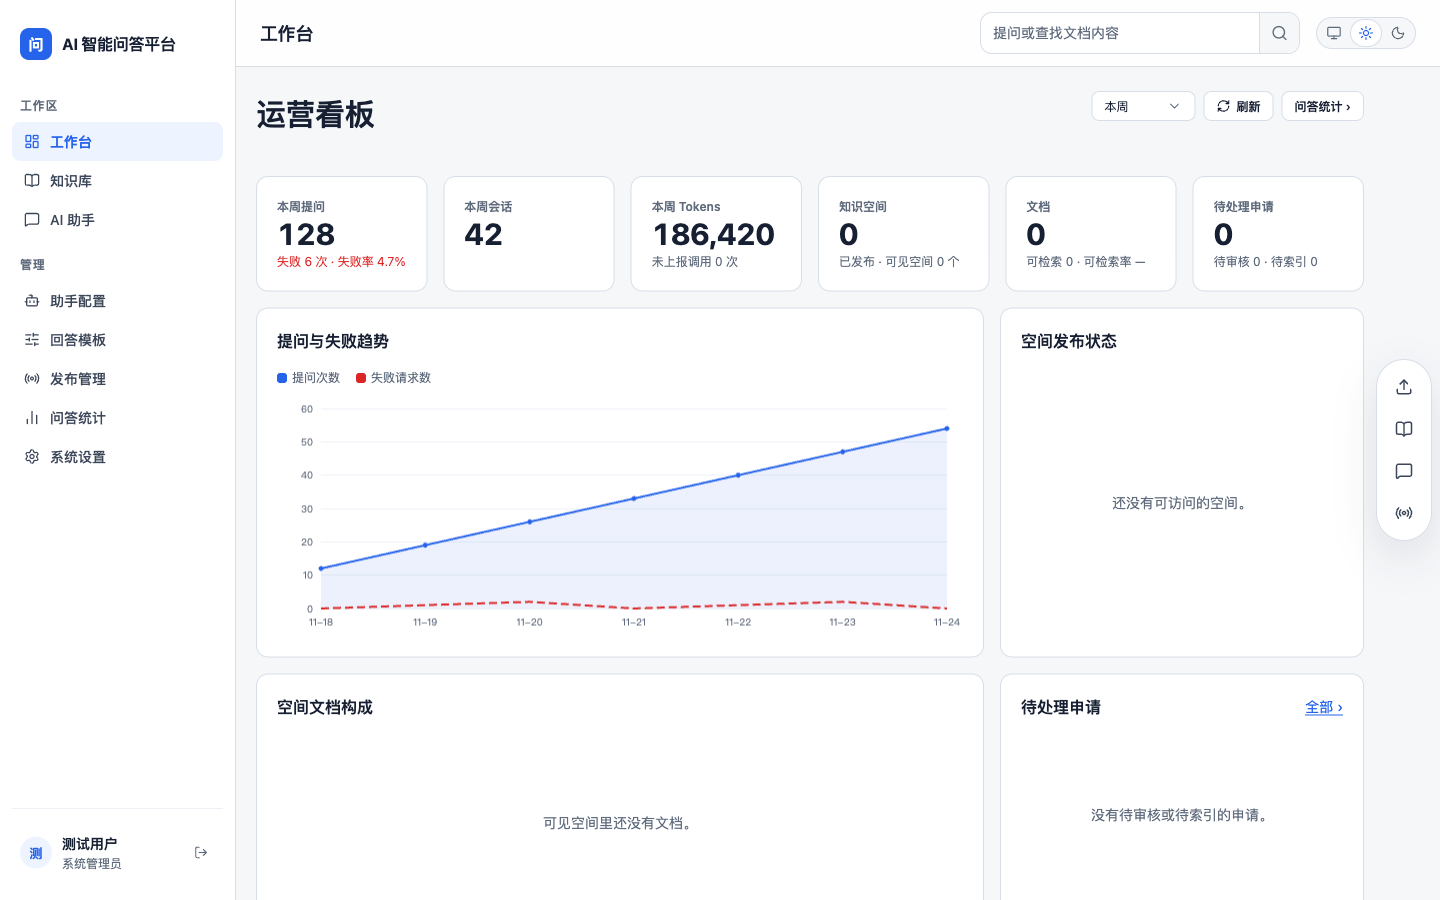 问
AI 智能问答平台
工作区
工作台
知识库
AI 助手
管理
助手配置
回答模板
发布管理
问答统计
系统设置
测
测试用户
系统管理员
工作台
提问或查找文档内容
运营看板
本周
刷新
问答统计 ›
本周提问
128
失败 6 次 · 失败率 4.7%
本周会话
42
本周 Tokens
186,420
未上报调用 0 次
知识空间
0
已发布 · 可见空间 0 个
文档
0
可检索 0 · 可检索率 —
待处理申请
0
待审核 0 · 待索引 0
提问与失败趋势
提问次数
失败请求数
60
50
40
30
20
10
0
11-18
11-19
11-20
11-21
11-22
11-23
11-24
空间发布状态
还没有可访问的空间。
空间文档构成
可见空间里还没有文档。
待处理申请
全部 ›
没有待审核或待索引的申请。